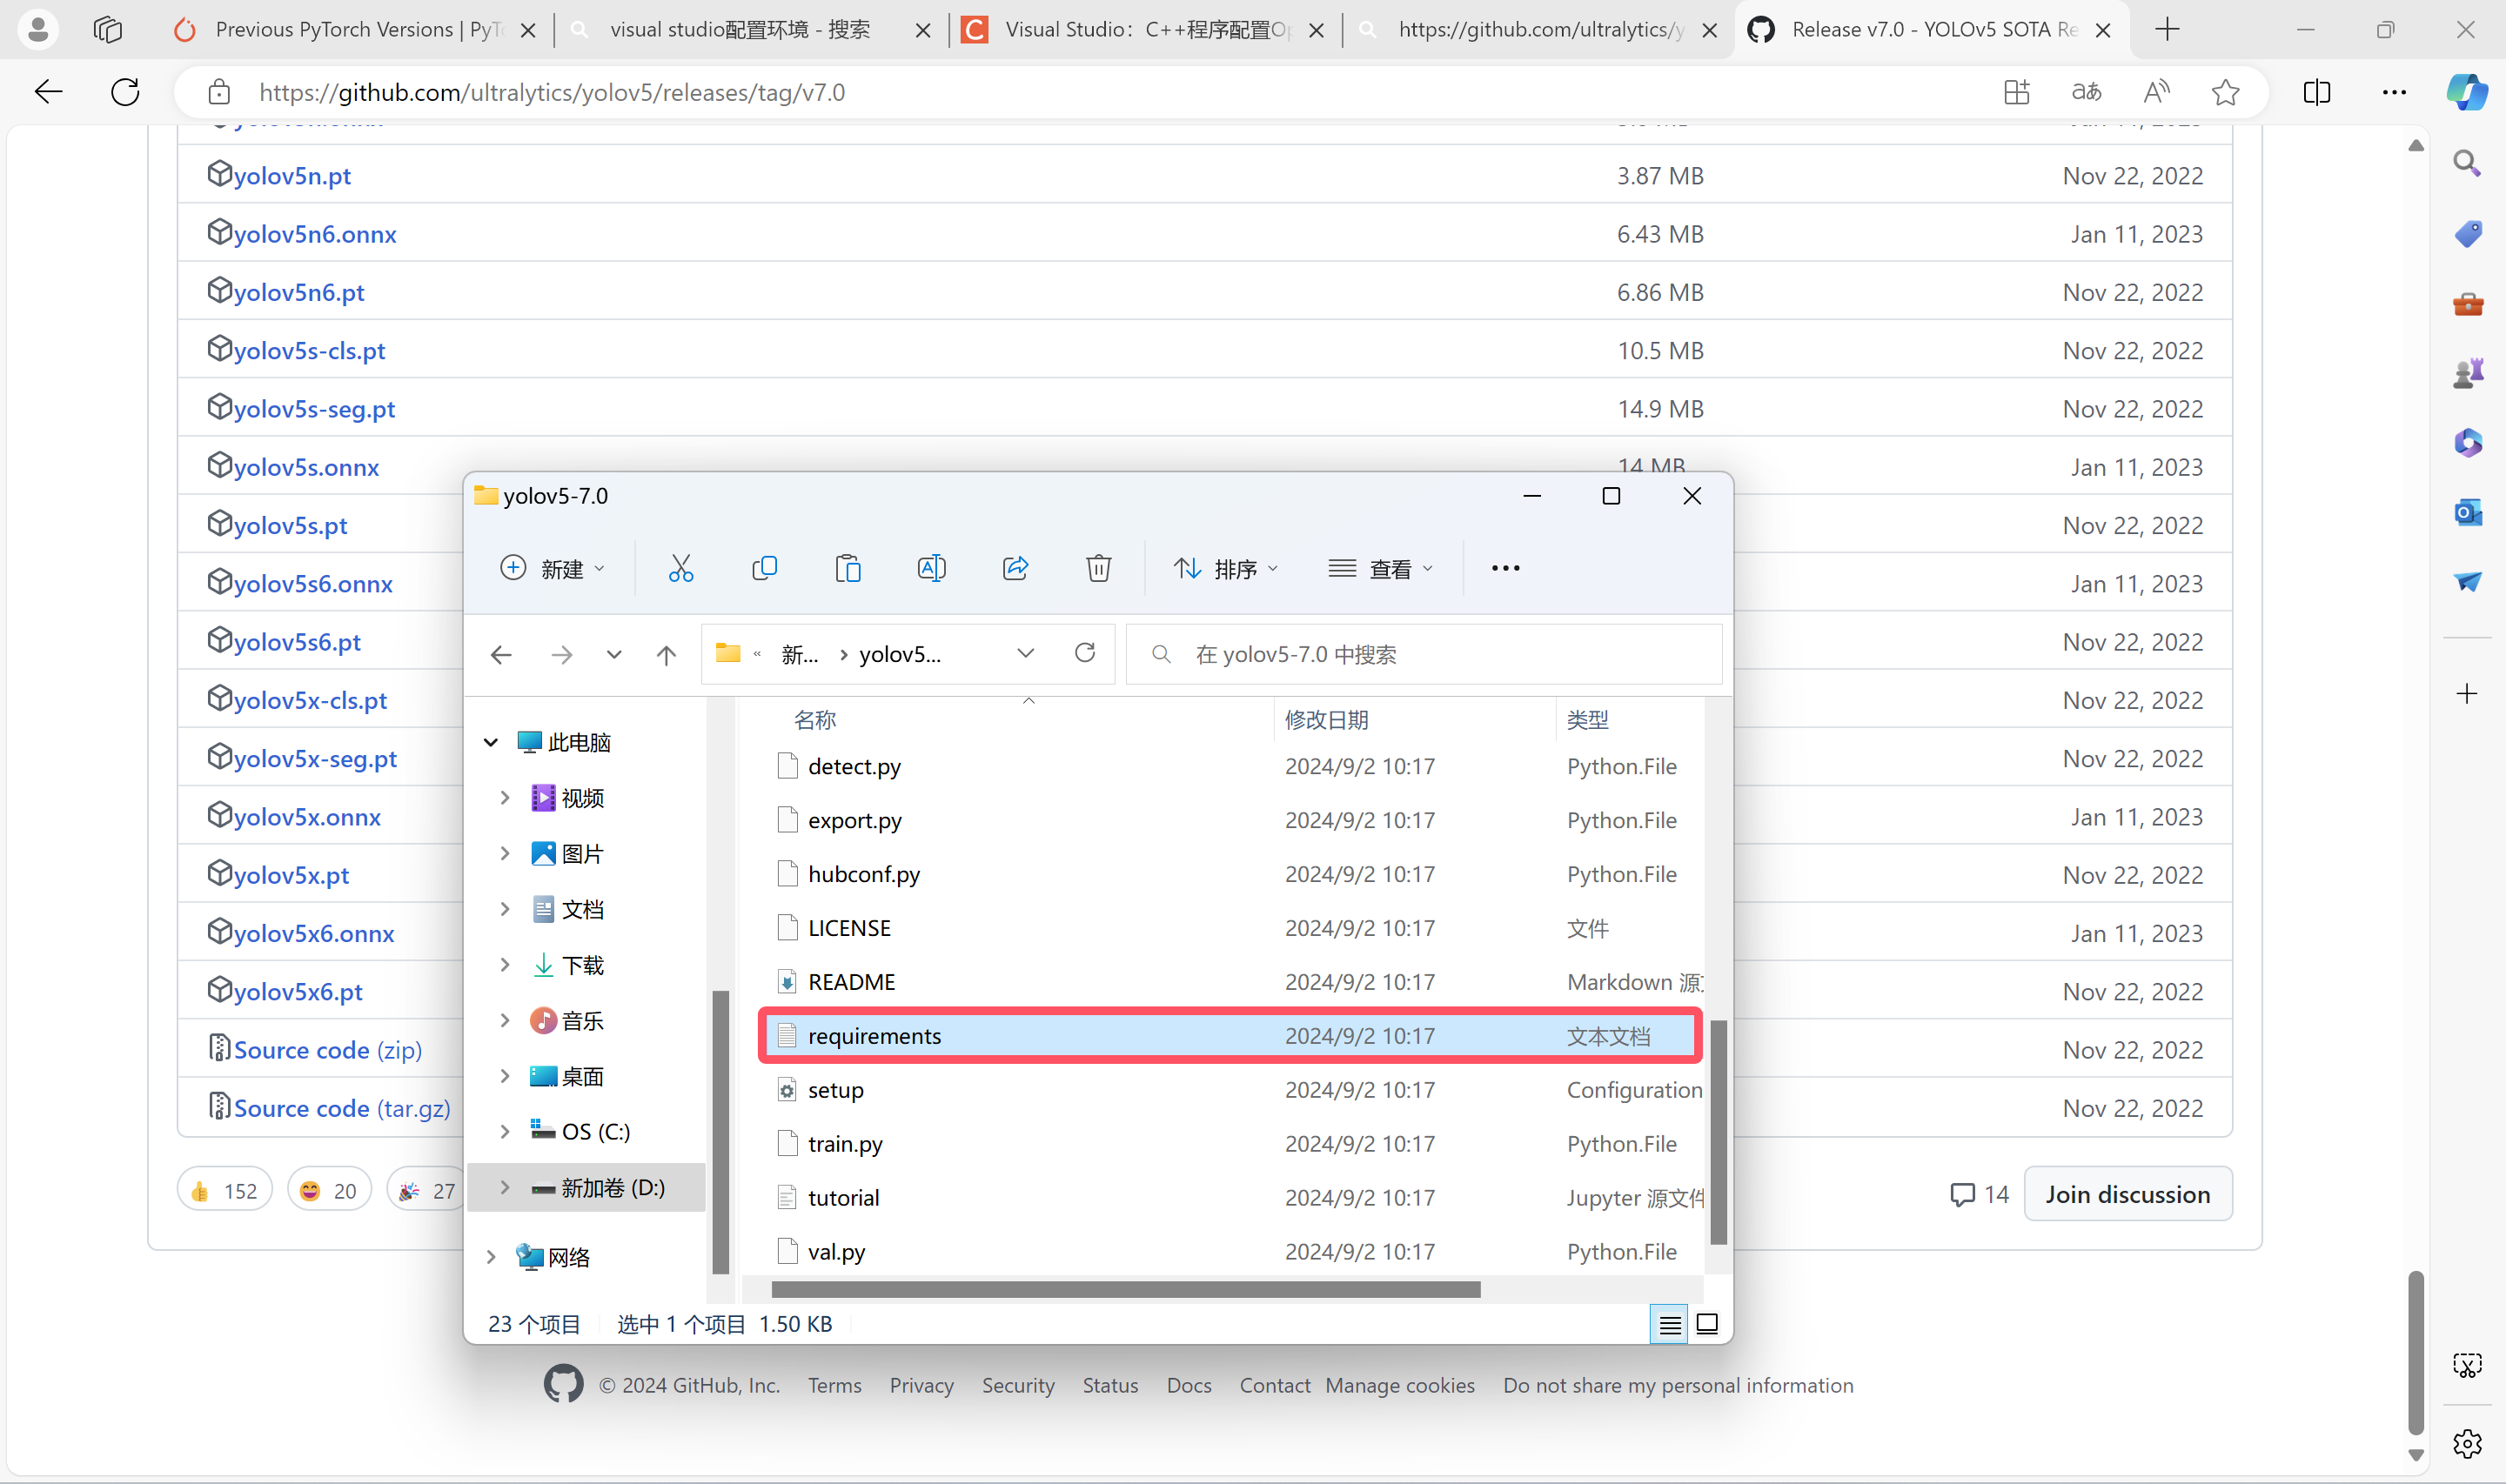 Previous PyTorch Versions | PyT
visual studio配置环境 - 搜索
Visual Studio：C++程序配置Op
https://github.com/ultralytics/y
Release v7.0 - YOLOv5 SOTA Re
https://github.com/ultralytics/yolov5/releases/tag/v7.0
yolov5n.pt 3.87 MB Nov 22, 2022
yolov5n6.onnx 6.43 MB Jan 11, 2023
yolov5n6.pt 6.86 MB Nov 22, 2022
yolov5s-cls.pt 10.5 MB Nov 22, 2022
yolov5s-seg.pt 14.9 MB Nov 22, 2022
yolov5s.onnx 14 MB Jan 11, 2023
yolov5s.pt Nov 22, 2022
yolov5s6.onnx Jan 11, 2023
yolov5s6.pt Nov 22, 2022
yolov5x-cls.pt Nov 22, 2022
yolov5x-seg.pt Nov 22, 2022
yolov5x.onnx Jan 11, 2023
yolov5x.pt Nov 22, 2022
yolov5x6.onnx Jan 11, 2023
yolov5x6.pt Nov 22, 2022
Source code (zip) Nov 22, 2022
Source code (tar.gz) Nov 22, 2022
152 20 27
14 Join discussion
yolov5-7.0
新建 排序 查看
« 新... › yolov5...
在 yolov5-7.0 中搜索
此电脑
视频
图片
文档
下载
音乐
桌面
OS (C:)
新加卷 (D:)
网络
名称 修改日期 类型
detect.py 2024/9/2 10:17 Python.File
export.py 2024/9/2 10:17 Python.File
hubconf.py 2024/9/2 10:17 Python.File
LICENSE 2024/9/2 10:17 文件
README 2024/9/2 10:17 Markdown 源
requirements 2024/9/2 10:17 文本文档
setup 2024/9/2 10:17 Configuration
train.py 2024/9/2 10:17 Python.File
tutorial 2024/9/2 10:17 Jupyter 源文件
val.py 2024/9/2 10:17 Python.File
23 个项目 选中 1 个项目 1.50 KB
© 2024 GitHub, Inc. Terms Privacy Security Status Docs Contact Manage cookies Do not share my personal information